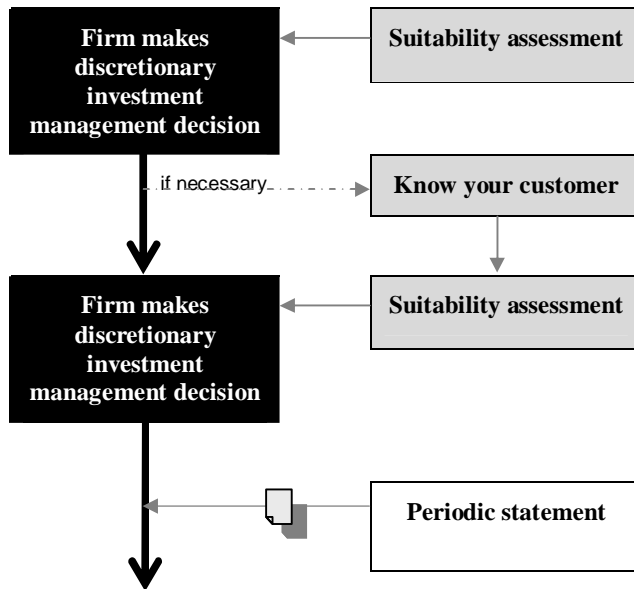 Firm makes
discretionary
investment
management decision
Suitability assessment
if necessary
Know your customer
Firm makes
discretionary
investment
management decision
Suitability assessment
Periodic statement